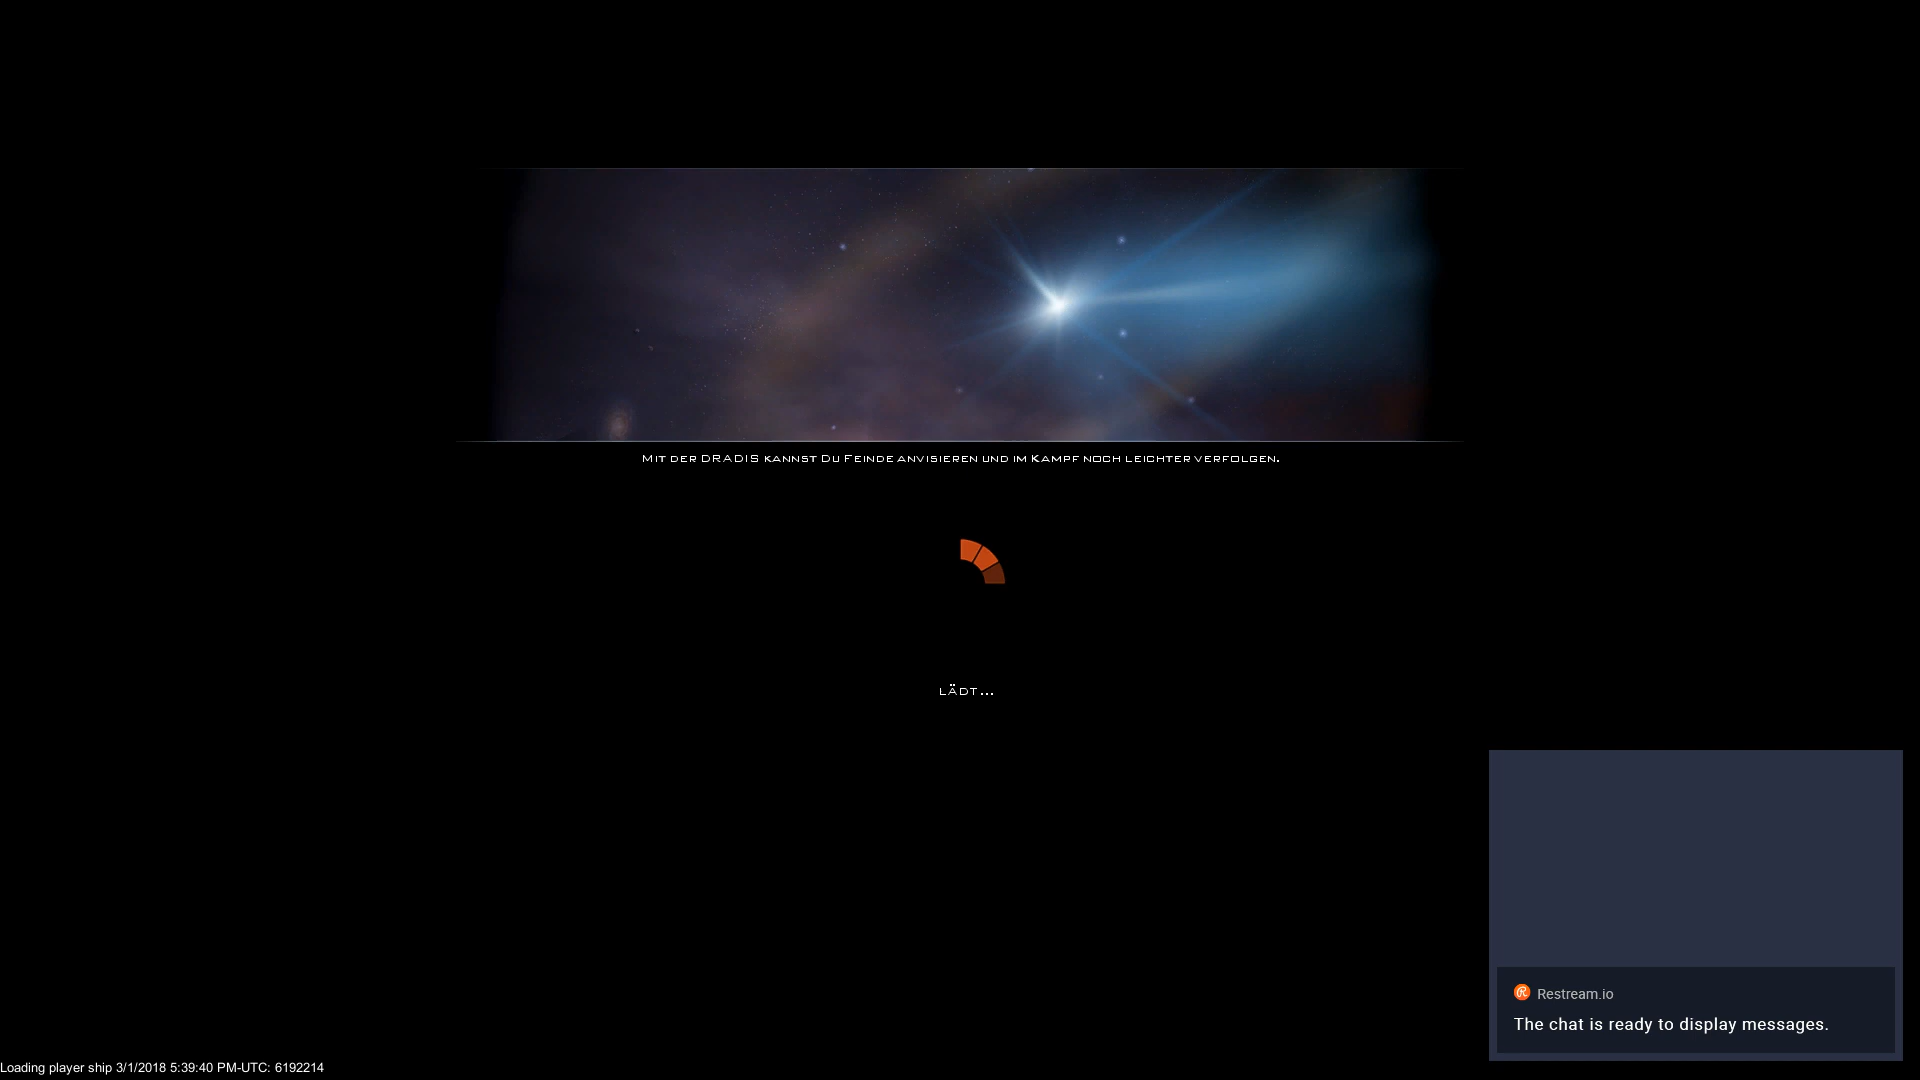 Mit der DRADIS kannst Du Feinde anvisieren und im Kampf noch leichter verfolgen.
lädt...
Restream.io
The chat is ready to display messages.
Loading player ship 3/1/2018 5:39:40 PM-UTC: 6192214